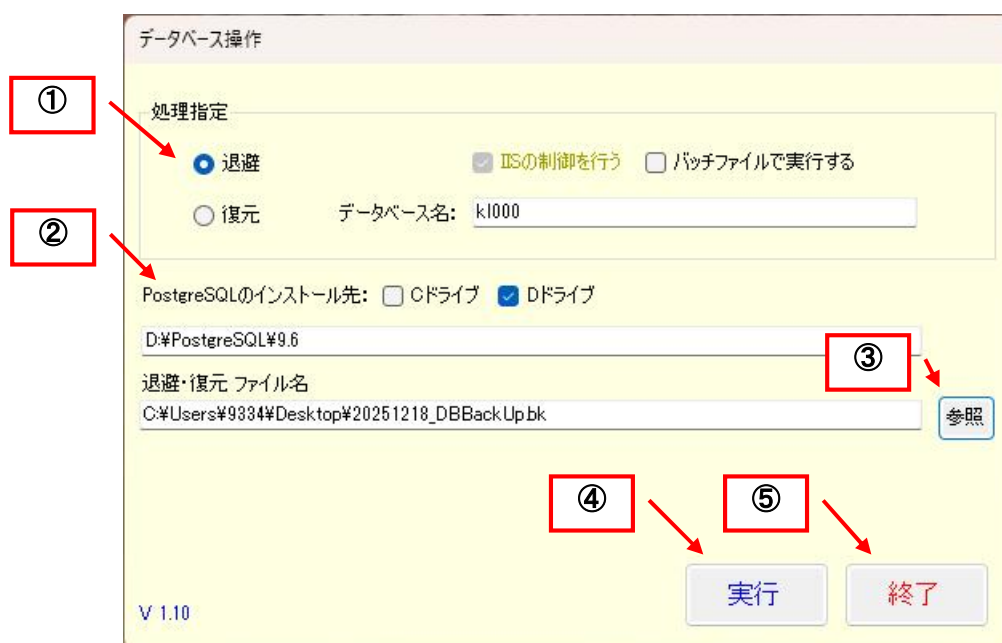 データベース操作
①
処理指定
退避 IISの制御を行う バッチファイルで実行する
復元 データベース名: kl000
②
PostgreSQLのインストール先: Cドライブ Dドライブ
D:¥PostgreSQL¥9.6
③
退避・復元 ファイル名
C:¥Users¥9334¥Desktop¥20251218_DBBackUp.bk 参照
④ ⑤
実行 終了
V 1.10